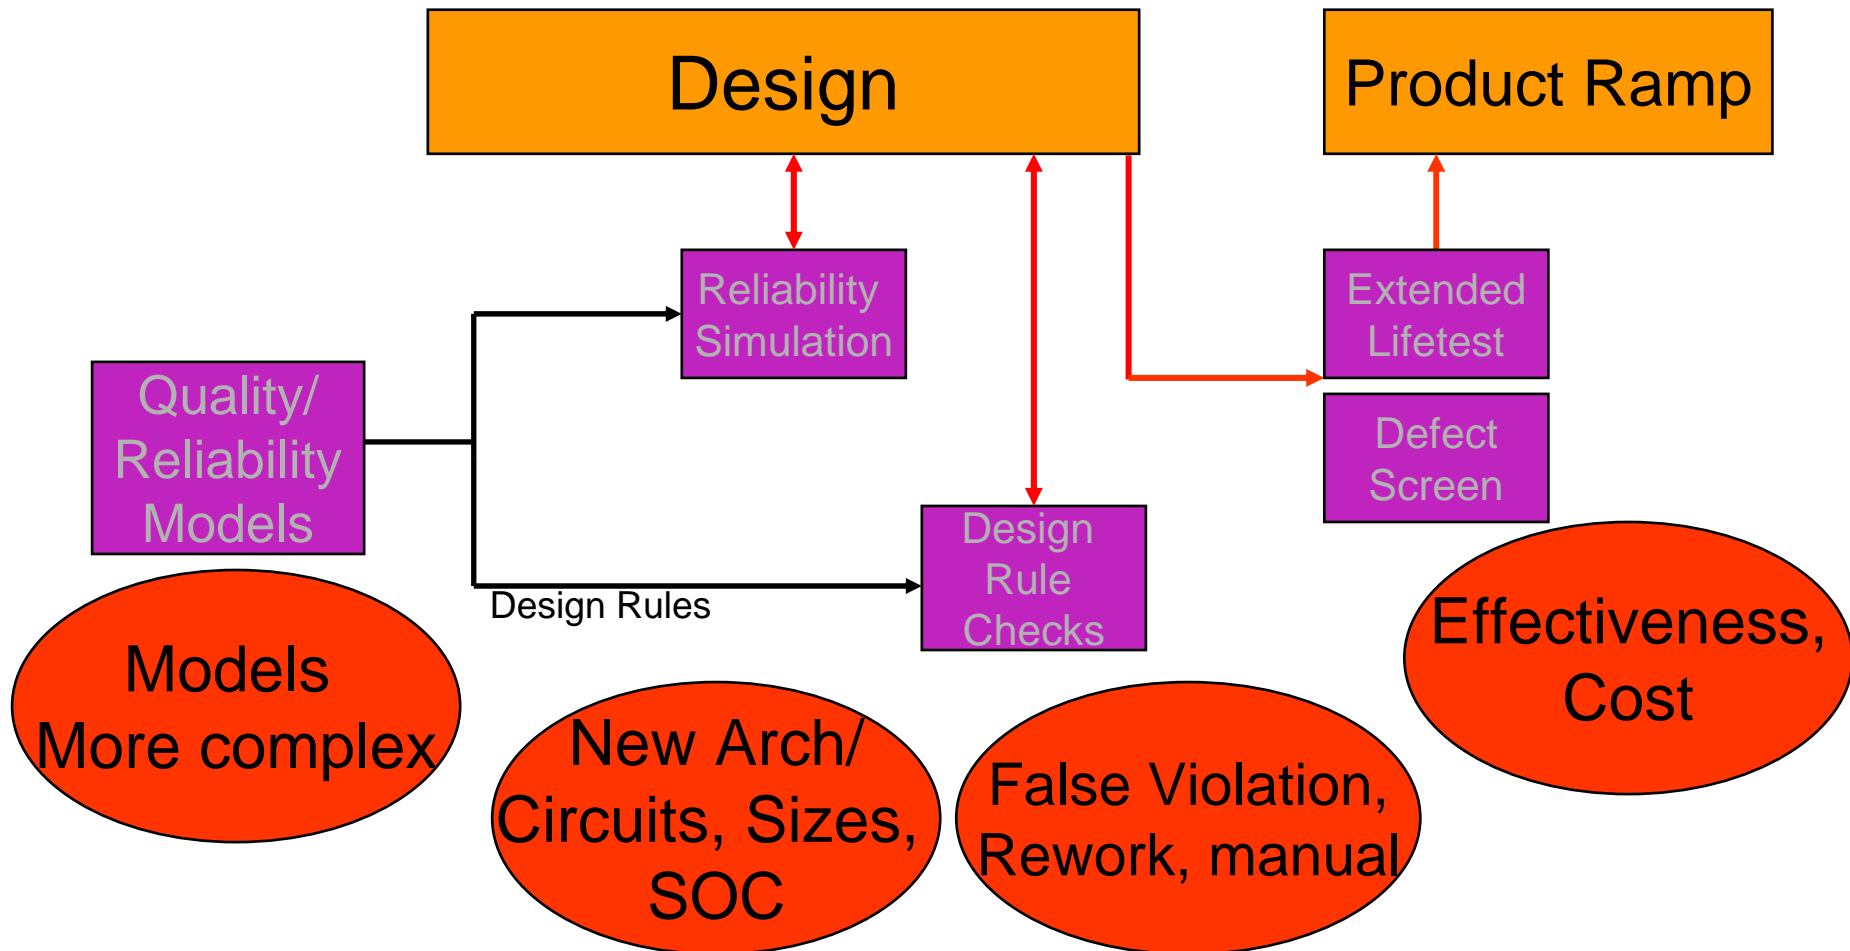 Design
Product Ramp
Reliability
Simulation
Extended
Lifetest
Quality/
Reliability
Models
Defect
Screen
Design
Rule
Checks
Design Rules
Effectiveness,
Cost
Models
More complex
New Arch/
Circuits, Sizes,
SOC
False Violation,
Rework, manual